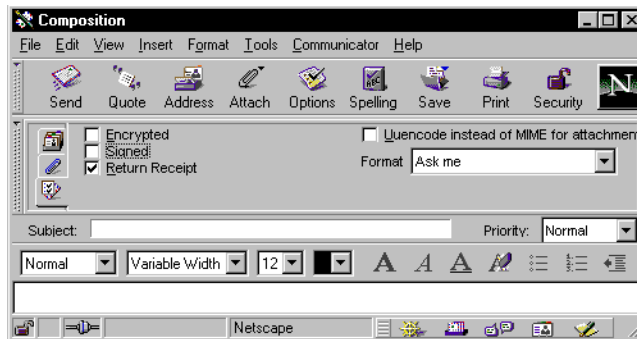 Composition
File Edit View Insert Format Tools Communicator Help
Send Quote Address Attach Options Spelling Save Print Security N
Encrypted Uuencode instead of MIME for attachmen
Signed
Return Receipt Format Ask me
Subject: Priority: Normal
Normal Variable Width 12 A A A
Netscape